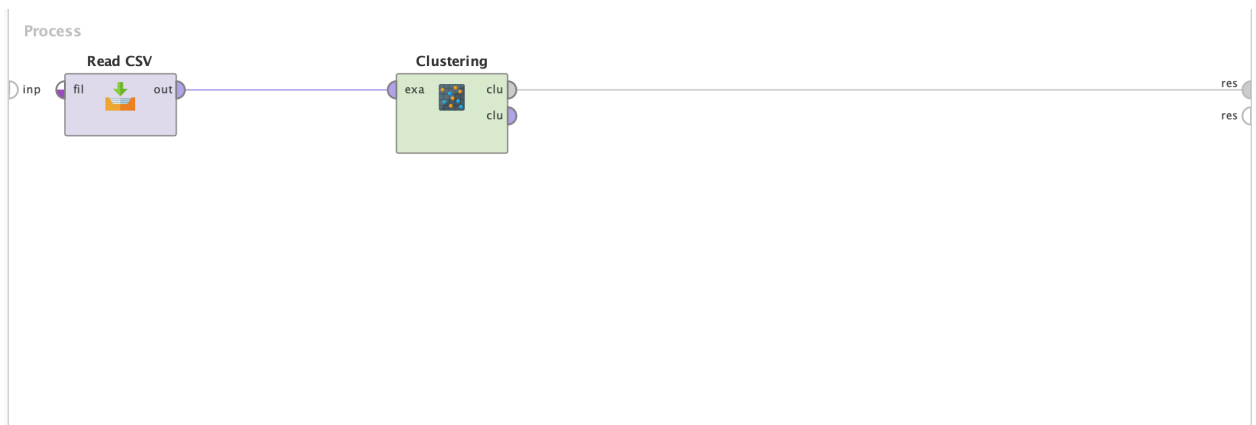 Process
Read CSV
Clustering
inp
fil
out
exa
clu
res
clu
res